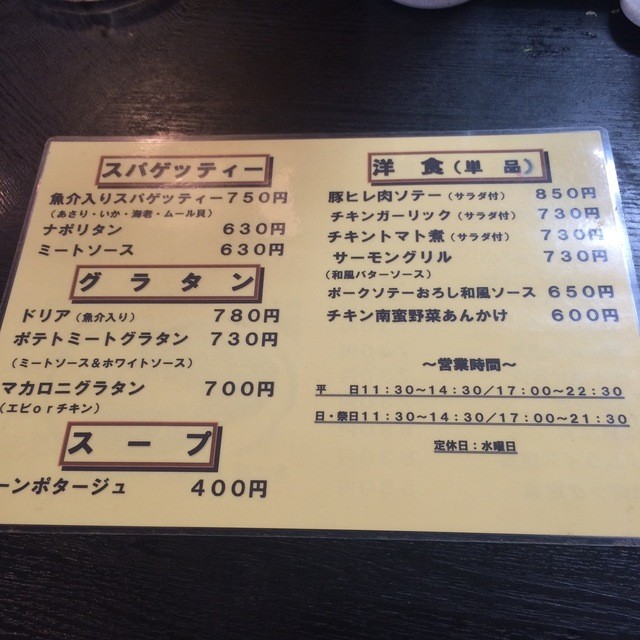 スパゲッティー
魚介入りスパゲッティー 750円
(あさり・いか・海老・ムール貝)
ナポリタン 630円
ミートソース 630円
グラタン
ドリア(魚介入り) 780円
ポテトミートグラタン 730円
(ミートソース&ホワイトソース)
マカロニグラタン 700円
(エビorチキン)
スープ
ーンポタージュ 400円
洋食(単品)
豚ヒレ肉ソテー(サラダ付) 850円
チキンガーリック(サラダ付) 730円
チキントマト煮(サラダ付) 730円
サーモングリル 730円
(和風バターソース)
ポークソテーおろし和風ソース 650円
チキン南蛮野菜あんかけ 600円
~営業時間~
平 日11:30~14:30/17:00~22:30
日・祭日11:30~14:30/17:00~21:30
定休日:水曜日